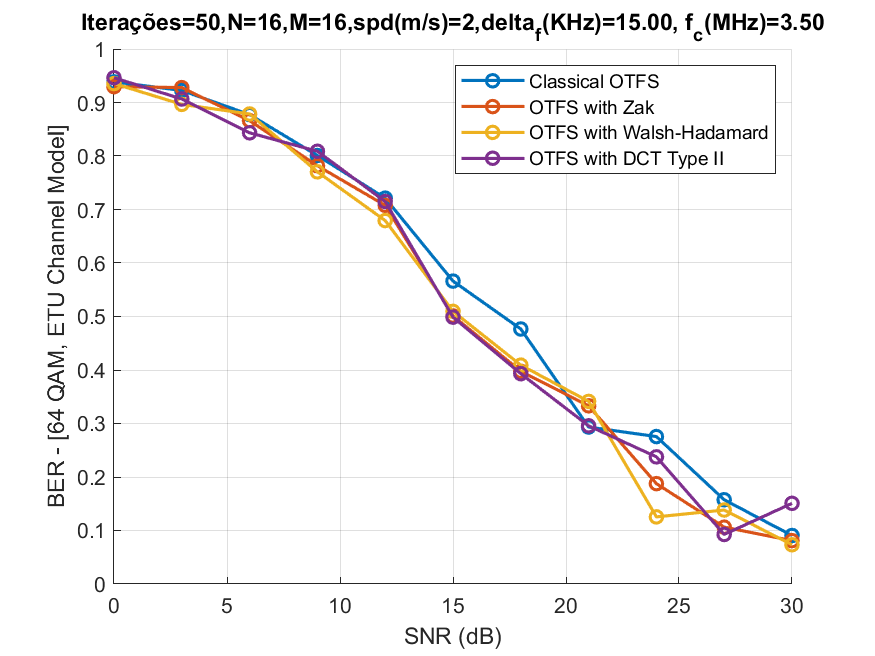 Iterações=50,N=16,M=16,spd(m/s)=2,delta_f(KHz)=15.00, f_c(MHz)=3.50
1
0.9
0.8
0.7
0.6
0.5
0.4
0.3
0.2
0.1
0
BER - [64 QAM, ETU Channel Model]
Classical OTFS
OTFS with Zak
OTFS with Walsh-Hadamard
OTFS with DCT Type II
0 5 10 15 20 25 30
SNR (dB)